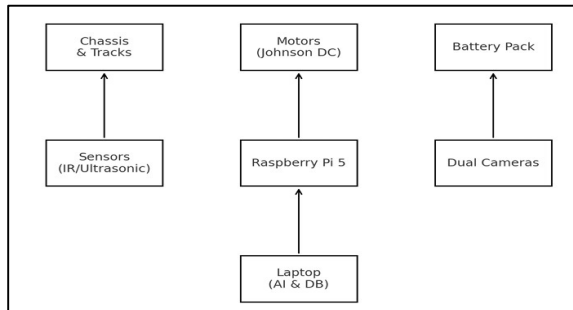 Chassis
& Tracks
Motors
(Johnson DC)
Battery Pack
Sensors
(IR/Ultrasonic)
Raspberry Pi 5
Dual Cameras
Laptop
(AI & DB)